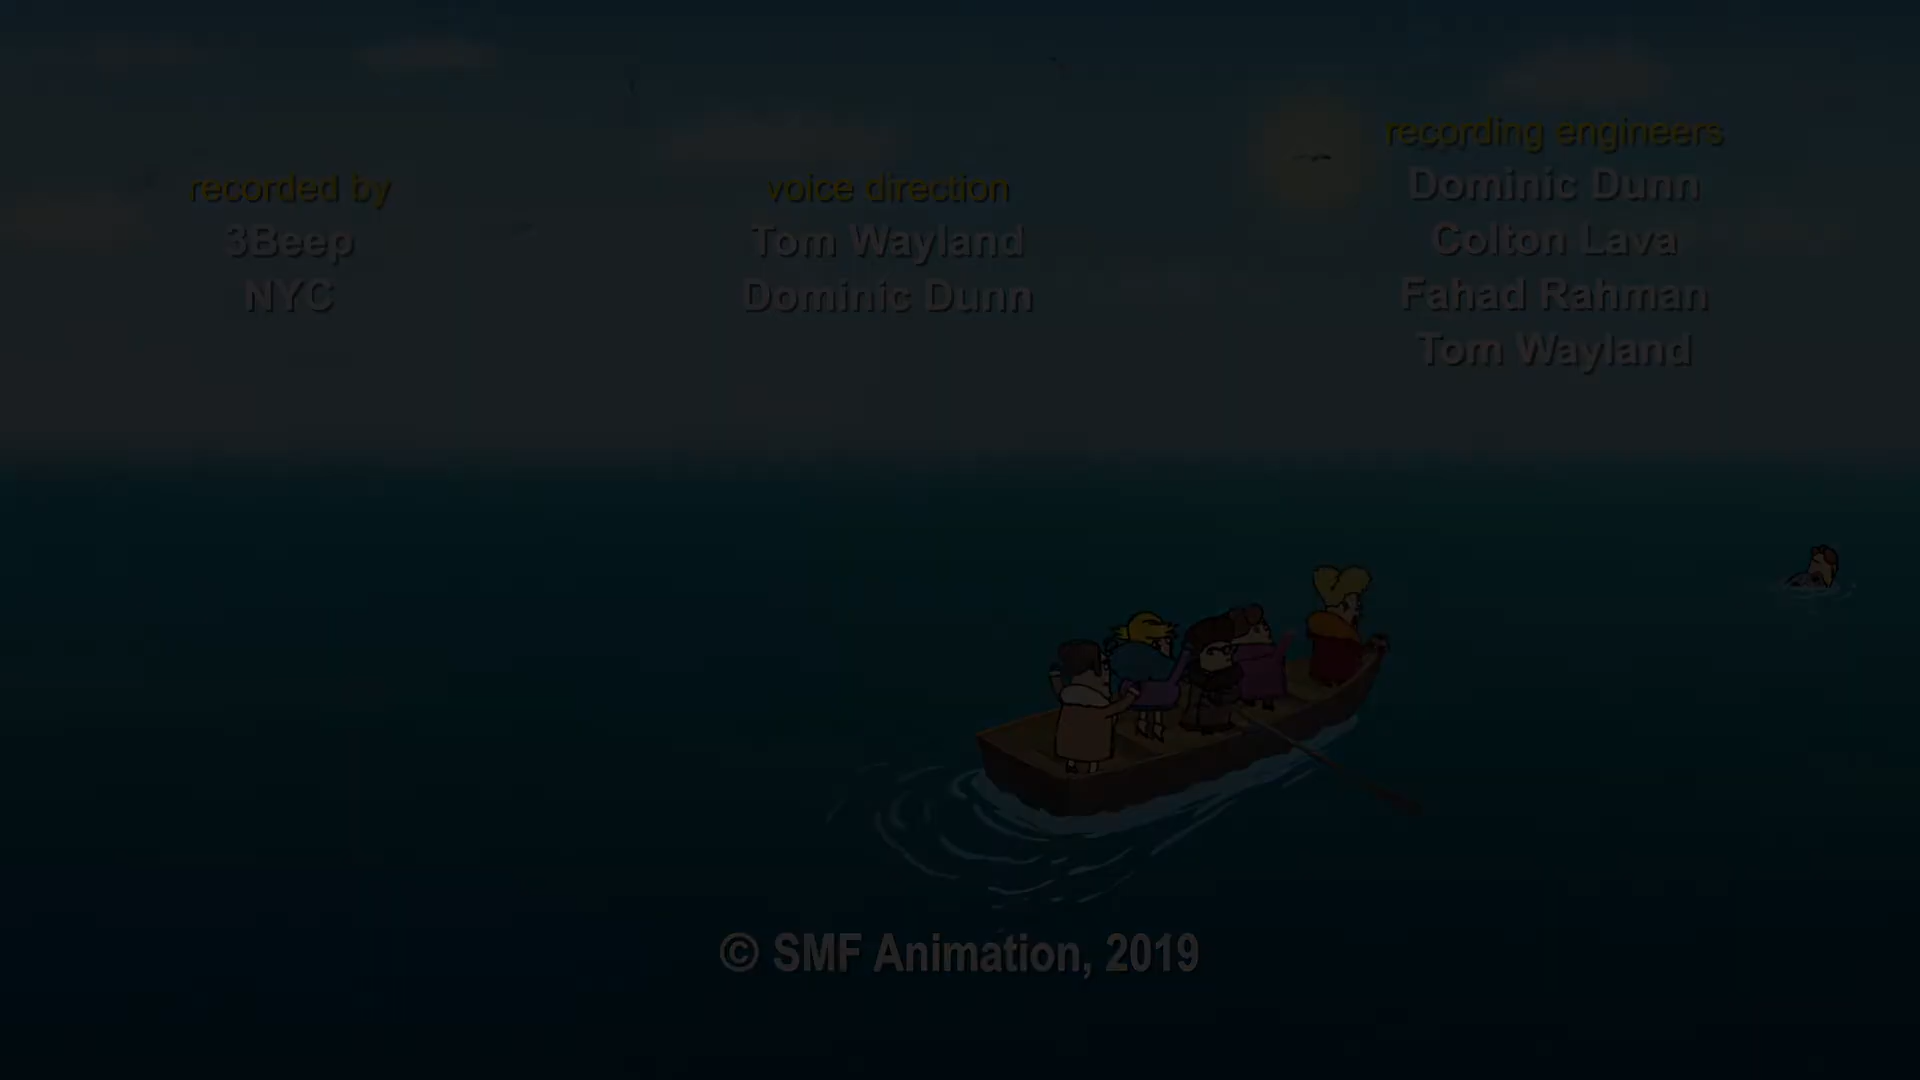 recorded by
3Beep
NYC
voice direction
Tom Wayland
Dominic Dunn
recording engineers
Dominic Dunn
Colton Lava
Fahad Rahman
Tom Wayland
© SMF Animation, 2019